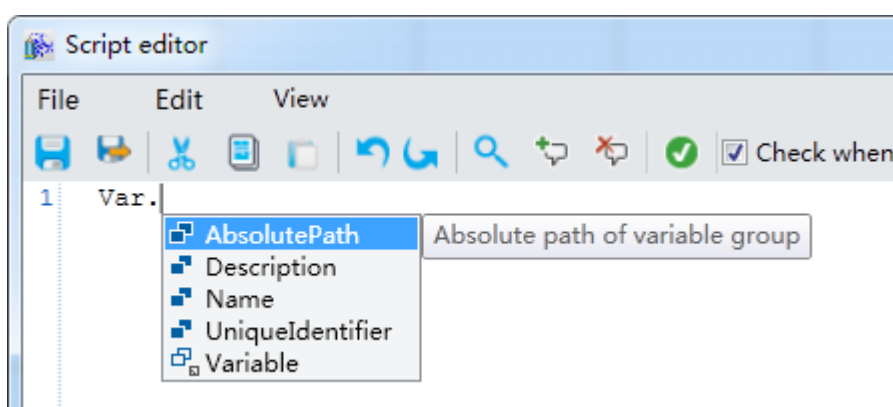 Script editor
File Edit View
Check when
1 Var.
AbsolutePath Absolute path of variable group
Description
Name
UniqueIdentifier
Variable